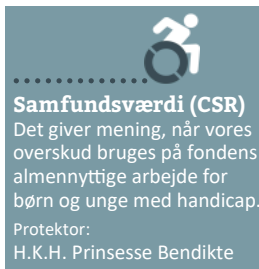 Samfundsværdi (CSR)
Det giver mening, når vores
overskud bruges på fondens
almennyttige arbejde for
børn og unge med handicap.
Protektor:
H.K.H. Prinsesse Bendikte